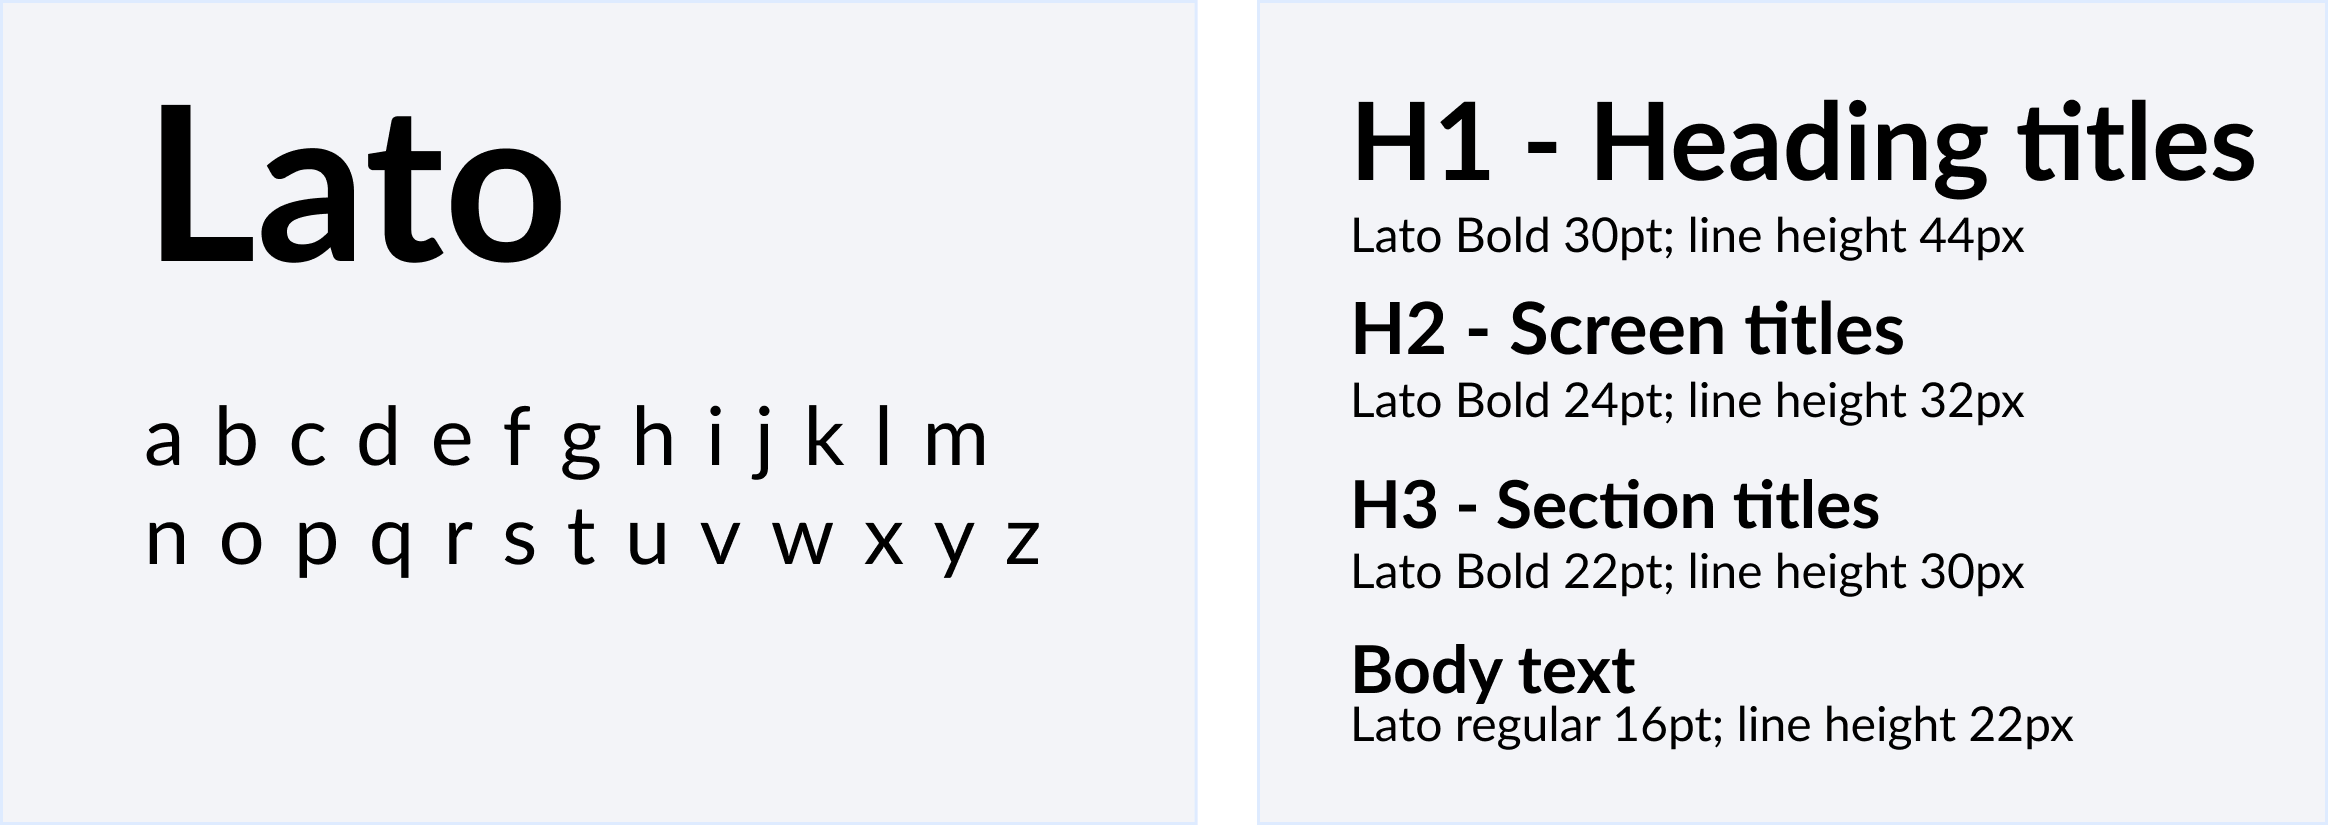 Lato
a b c d e f g h i j k l m
n o p q r s t u v w x y z
H1 - Heading titles
Lato Bold 30pt; line height 44px
H2 - Screen titles
Lato Bold 24pt; line height 32px
H3 - Section titles
Lato Bold 22pt; line height 30px
Body text
Lato regular 16pt; line height 22px